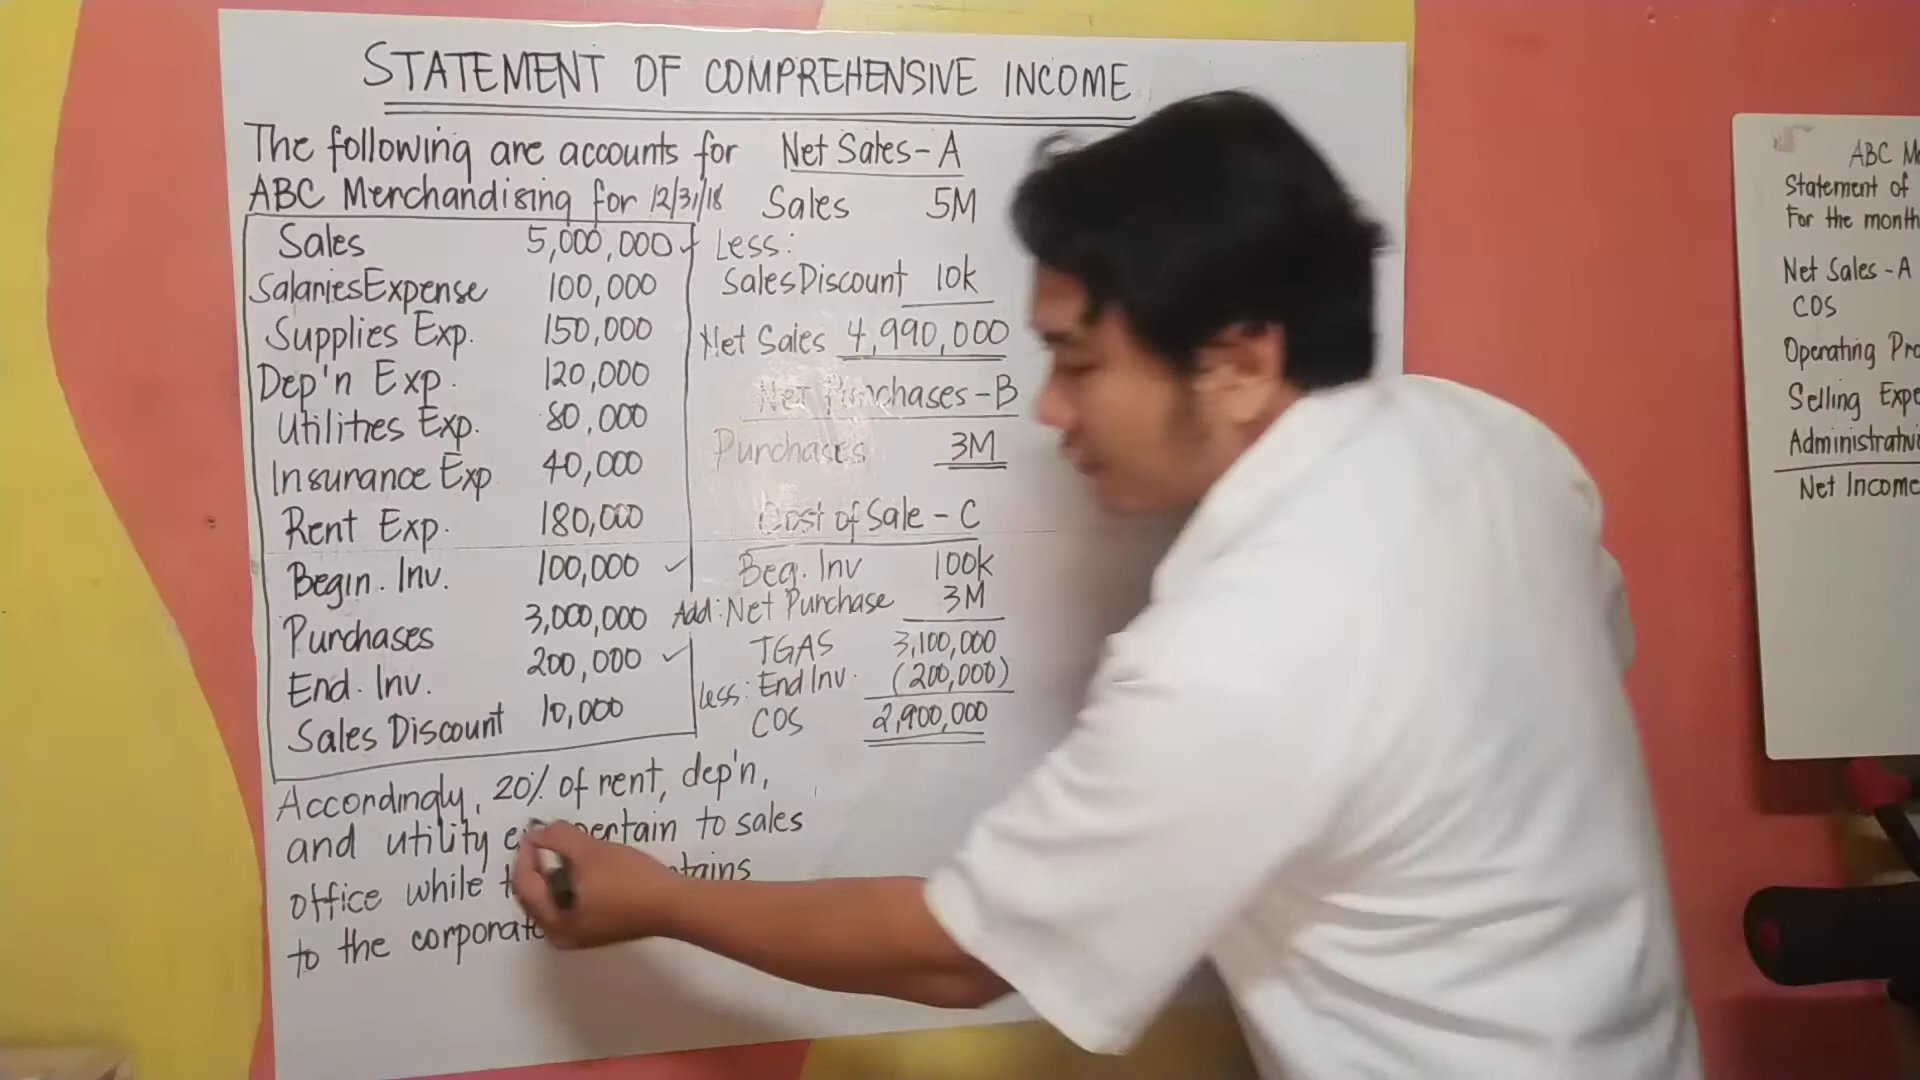 STATEMENT OF COMPREHENSIVE INCOME
The following are accounts for
ABC Merchandising for 12/31/18
Sales 5,000,000
Salaries Expense 100,000
Supplies Exp. 150,000
Dep'n Exp. 120,000
Utilities Exp. 80,000
Insurance Exp 40,000
Rent Exp. 180,000
Begin. Inv. 100,000 ✓
Purchases 3,000,000
End. Inv. 200,000 ✓
Sales Discount 10,000
Accordingly, 20% of rent, dep'n,
and utility pertain to sales
office while
to the corporate
Net Sales - A
Sales 5M
Less:
Sales Discount 10k
Net Sales 4,990,000
Net Purchases - B
Purchases 3M
Cost of Sale - C
Beg. Inv 100k
Add: Net Purchase 3M
TGAS 3,100,000
Less: End Inv. (200,000)
COS 2,900,000
ABC
Statement of
For the month
Net Sales - A
COS
Operating
Selling
Net Income